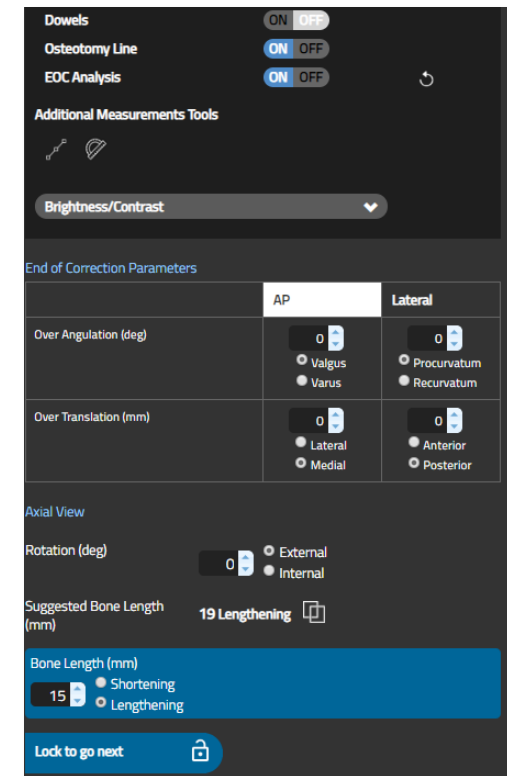 Dowels ON OFF
Osteotomy Line ON OFF
EOC Analysis ON OFF
Additional Measurements Tools
Brightness/Contrast
End of Correction Parameters
AP Lateral
Over Angulation (deg) 0 0
Valgus Procurvatum
Varus Recurvatum
Over Translation (mm) 0 0
Lateral Anterior
Medial Posterior
Axial View
Rotation (deg) 0 External
Internal
Suggested Bone Length
(mm) 19 Lengthening
Bone Length (mm)
15 Shortening
Lengthening
Lock to go next